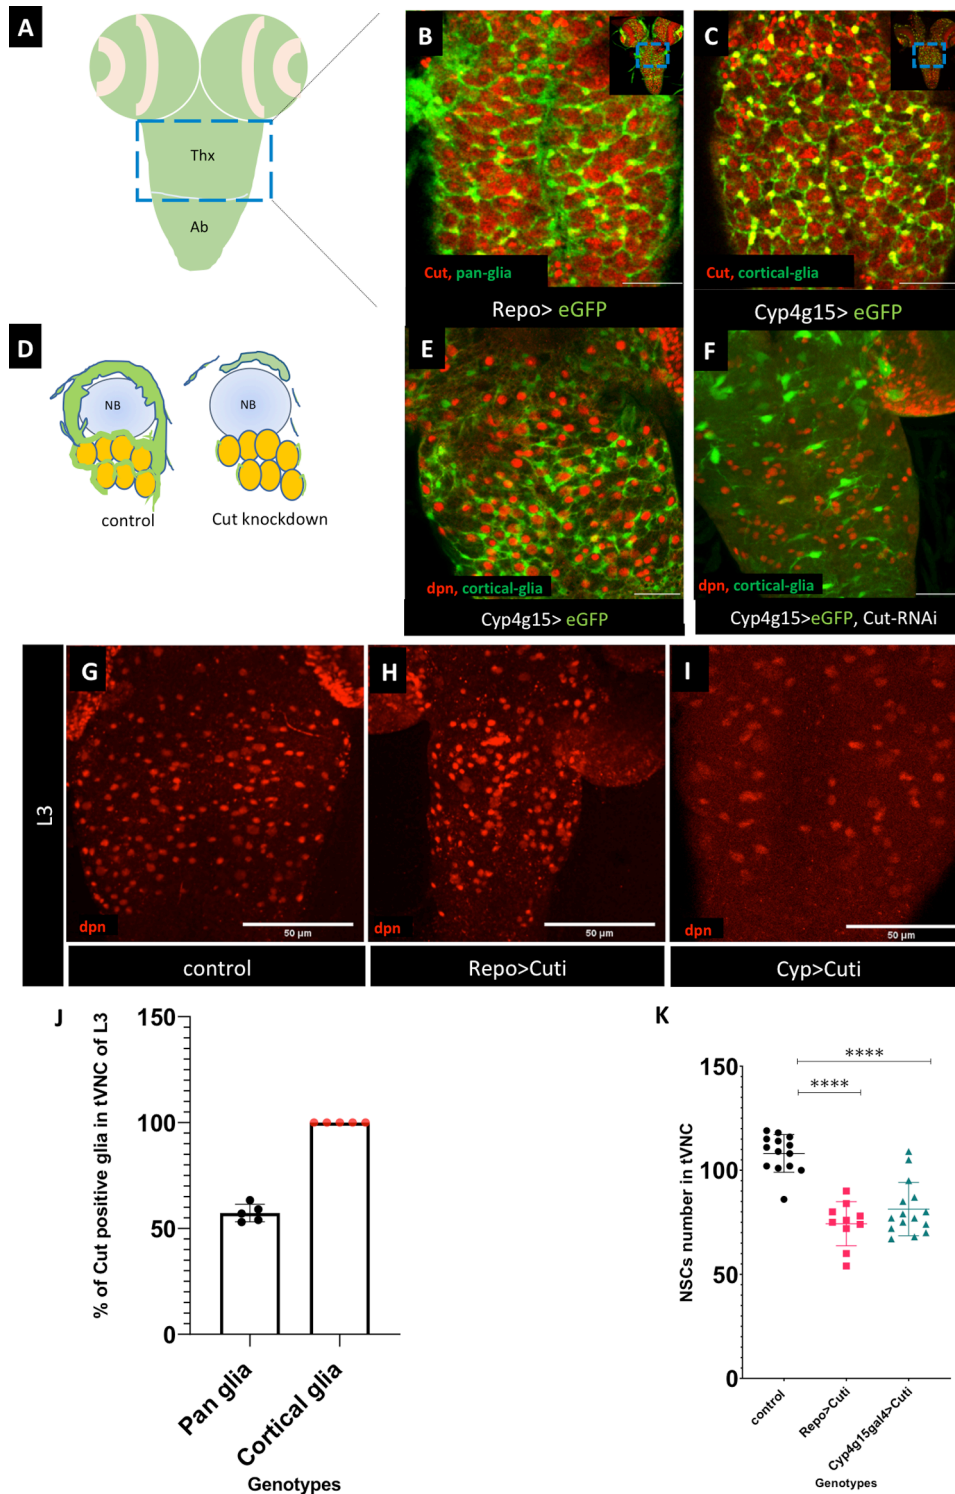 A
Thx
Ab
B
Cut, pan-glia
Repo> eGFP
C
Cut, cortical-glia
Cyp4g15> eGFP
D
NB
NB
control
Cut knockdown
E
dpn, cortical-glia
Cyp4g15> eGFP
F
dpn, cortical-glia
Cyp4g15>eGFP, Cut-RNAi
L3
G
dpn
50 µm
control
H
50 µm
Repo>Cuti
I
dpn
50 µm
Cyp>Cuti
J
% of Cut positive glia in tVNC of L3
150
100
50
0
Pan glia
Cortical glia
Genotypes
K
NSCs number in tVNC
150
100
50
0
****
****
control
Repo>Cuti
Cyp4g15gal4>Cuti
Genotypes